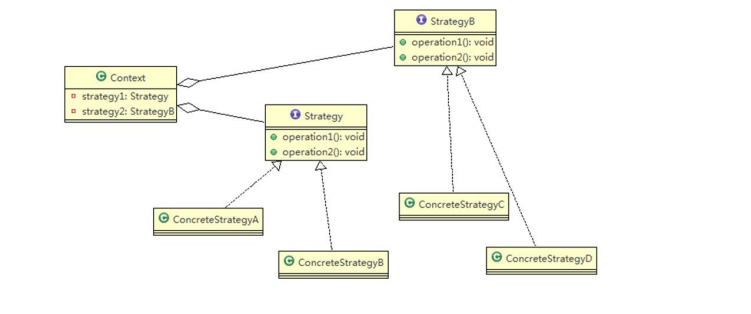 StrategyB
operation1(): void
operation2(): void
Context
strategy1: Strategy
strategy2: StrategyB
Strategy
operation1(): void
operation2(): void
ConcreteStrategyA
ConcreteStrategyC
ConcreteStrategyB
ConcreteStrategyD